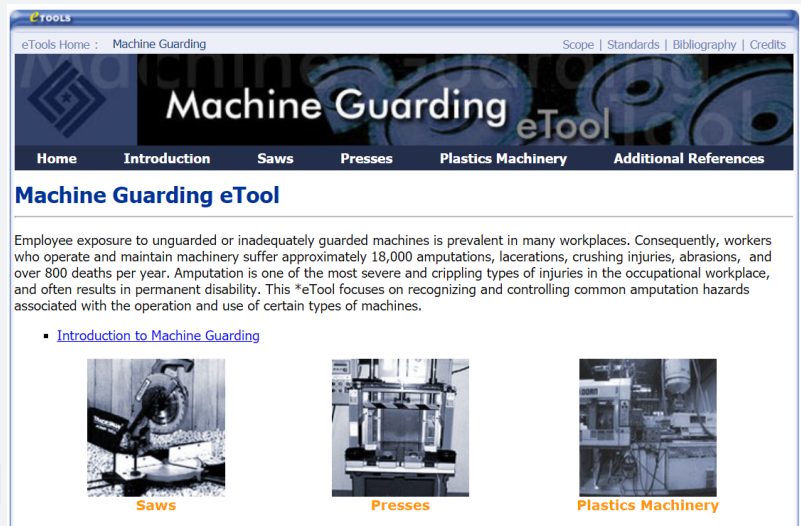 eTOOLS
eTools Home : Machine Guarding
Scope | Standards | Bibliography | Credits
Machine Guarding
eTool
Home Introduction Saws Presses Plastics Machinery Additional References
Machine Guarding eTool
Employee exposure to unguarded or inadequately guarded machines is prevalent in many workplaces. Consequently, workers
who operate and maintain machinery suffer approximately 18,000 amputations, lacerations, crushing injuries, abrasions, and
over 800 deaths per year. Amputation is one of the most severe and crippling types of injuries in the occupational workplace,
and often results in permanent disability. This *eTool focuses on recognizing and controlling common amputation hazards
associated with the operation and use of certain types of machines.
Introduction to Machine Guarding
Saws
Presses
Plastics Machinery